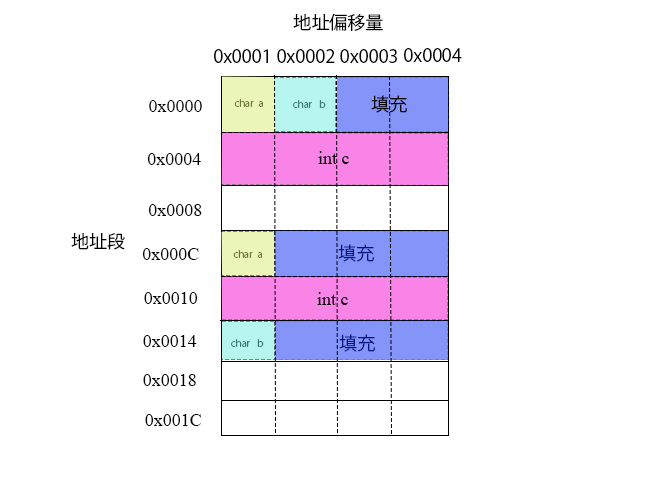 地址偏移量
0x0001 0x0002 0x0003 0x0004
0x0000 char a char b 填充
0x0004 int c
0x0008
地址段
0x000C char a 填充
0x0010 int c
0x0014 char b 填充
0x0018
0x001C